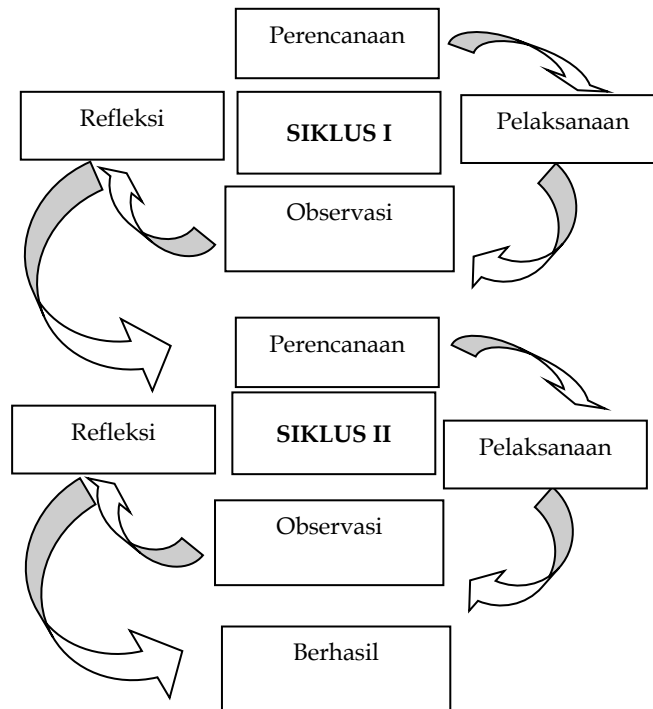 Perencanaan
Refleksi
SIKLUS I
Pelaksanaan
Observasi
Perencanaan
Refleksi
SIKLUS II
Pelaksanaan
Observasi
Berhasil